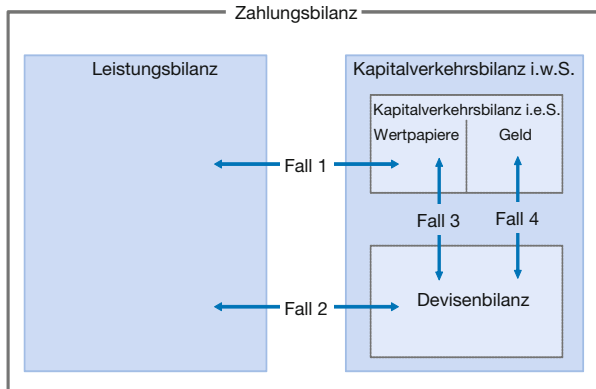 Zahlungsbilanz
Leistungsbilanz
Kapitalverkehrsbilanz i.w.S.
Kapitalverkehrsbilanz i.e.S.
Wertpapiere
Geld
Fall 1
Fall 3
Fall 4
Fall 2
Devisenbilanz